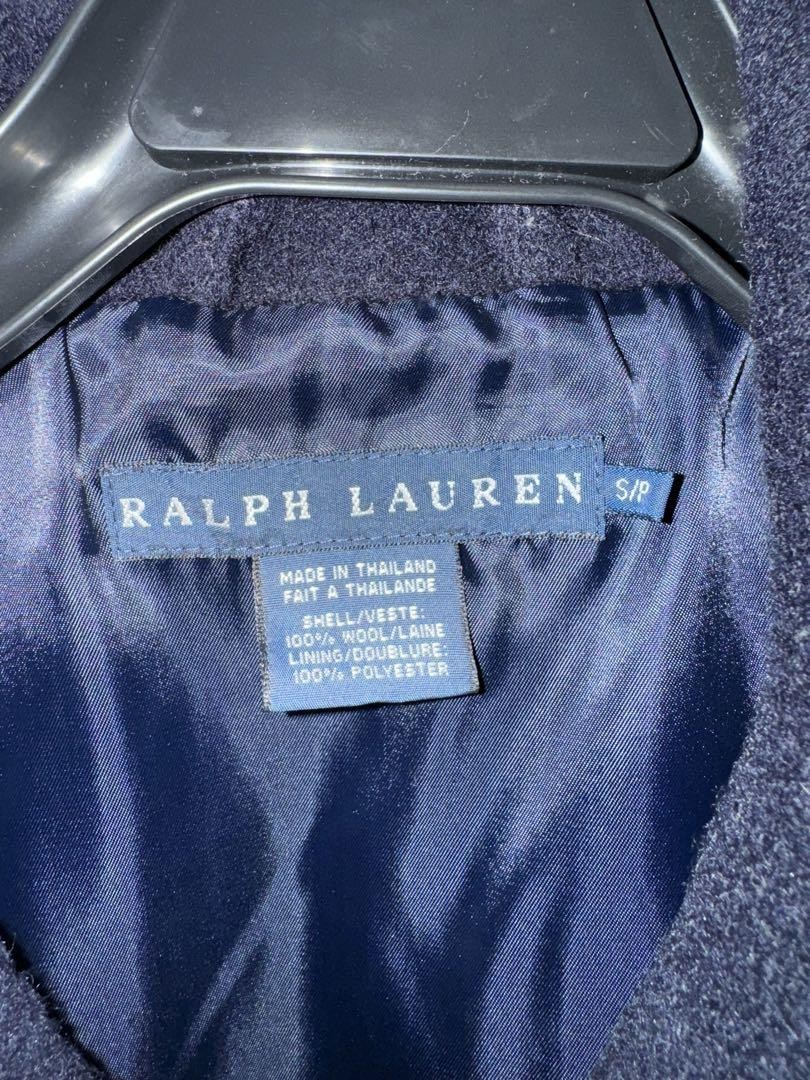 RALPH LAUREN
S/P
MADE IN THAILAND
FAIT A THAILANDE
SHELL/VESTE:
100% WOOL/LAINE
LINING/DOUBLURE:
100% POLYESTER